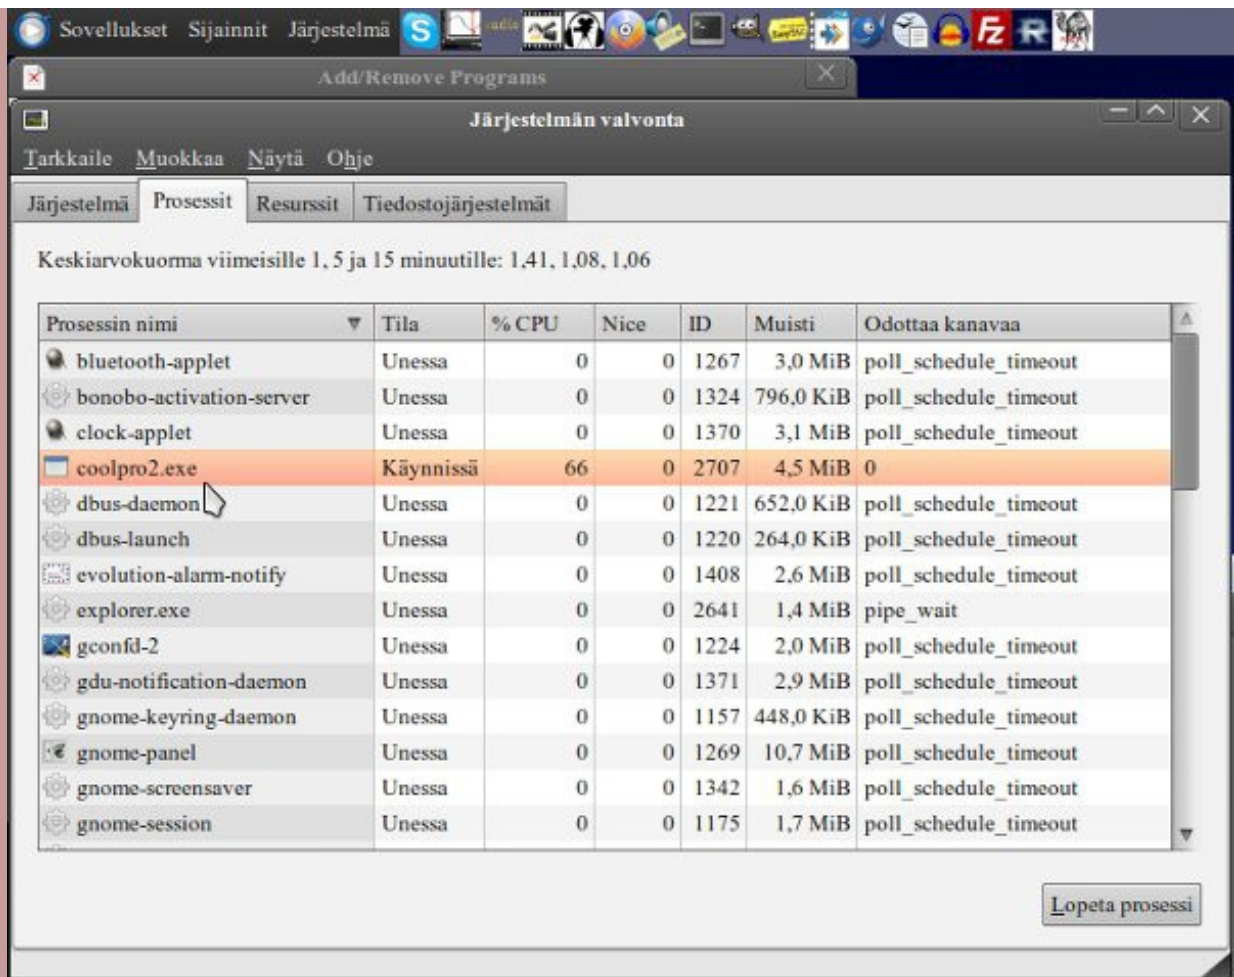 Sovellukset Sijainnit Järjestelmä
Add/Remove Programs
Järjestelmän valvonta
Tarkkaile Muokkaa Näytä Ohje
Järjestelmä Prosessit Resurssit Tiedostojärjestelmät
Keskiarvokuorma viimeisille 1, 5 ja 15 minuutille: 1,41, 1,08, 1,06
Prosessin nimi Tila % CPU Nice ID Muisti Odottaa kanavaa
bluetooth-applet Unessa 0 0 1267 3,0 MiB poll_schedule_timeout
bonobo-activation-server Unessa 0 0 1324 796,0 KiB poll_schedule_timeout
clock-applet Unessa 0 0 1370 3,1 MiB poll_schedule_timeout
coolpro2.exe Käynnissä 66 0 2707 4,5 MiB 0
dbus-daemon Unessa 0 0 1221 652,0 KiB poll_schedule_timeout
dbus-launch Unessa 0 0 1220 264,0 KiB poll_schedule_timeout
evolution-alarm-notify Unessa 0 0 1408 2,6 MiB poll_schedule_timeout
explorer.exe Unessa 0 0 2641 1,4 MiB pipe_wait
gconfd-2 Unessa 0 0 1224 2,0 MiB poll_schedule_timeout
gdu-notification-daemon Unessa 0 0 1371 2,9 MiB poll_schedule_timeout
gnome-keyring-daemon Unessa 0 0 1157 448,0 KiB poll_schedule_timeout
gnome-panel Unessa 0 0 1269 10,7 MiB poll_schedule_timeout
gnome-screensaver Unessa 0 0 1342 1,6 MiB poll_schedule_timeout
gnome-session Unessa 0 0 1175 1,7 MiB poll_schedule_timeout
Lopeta prosessi